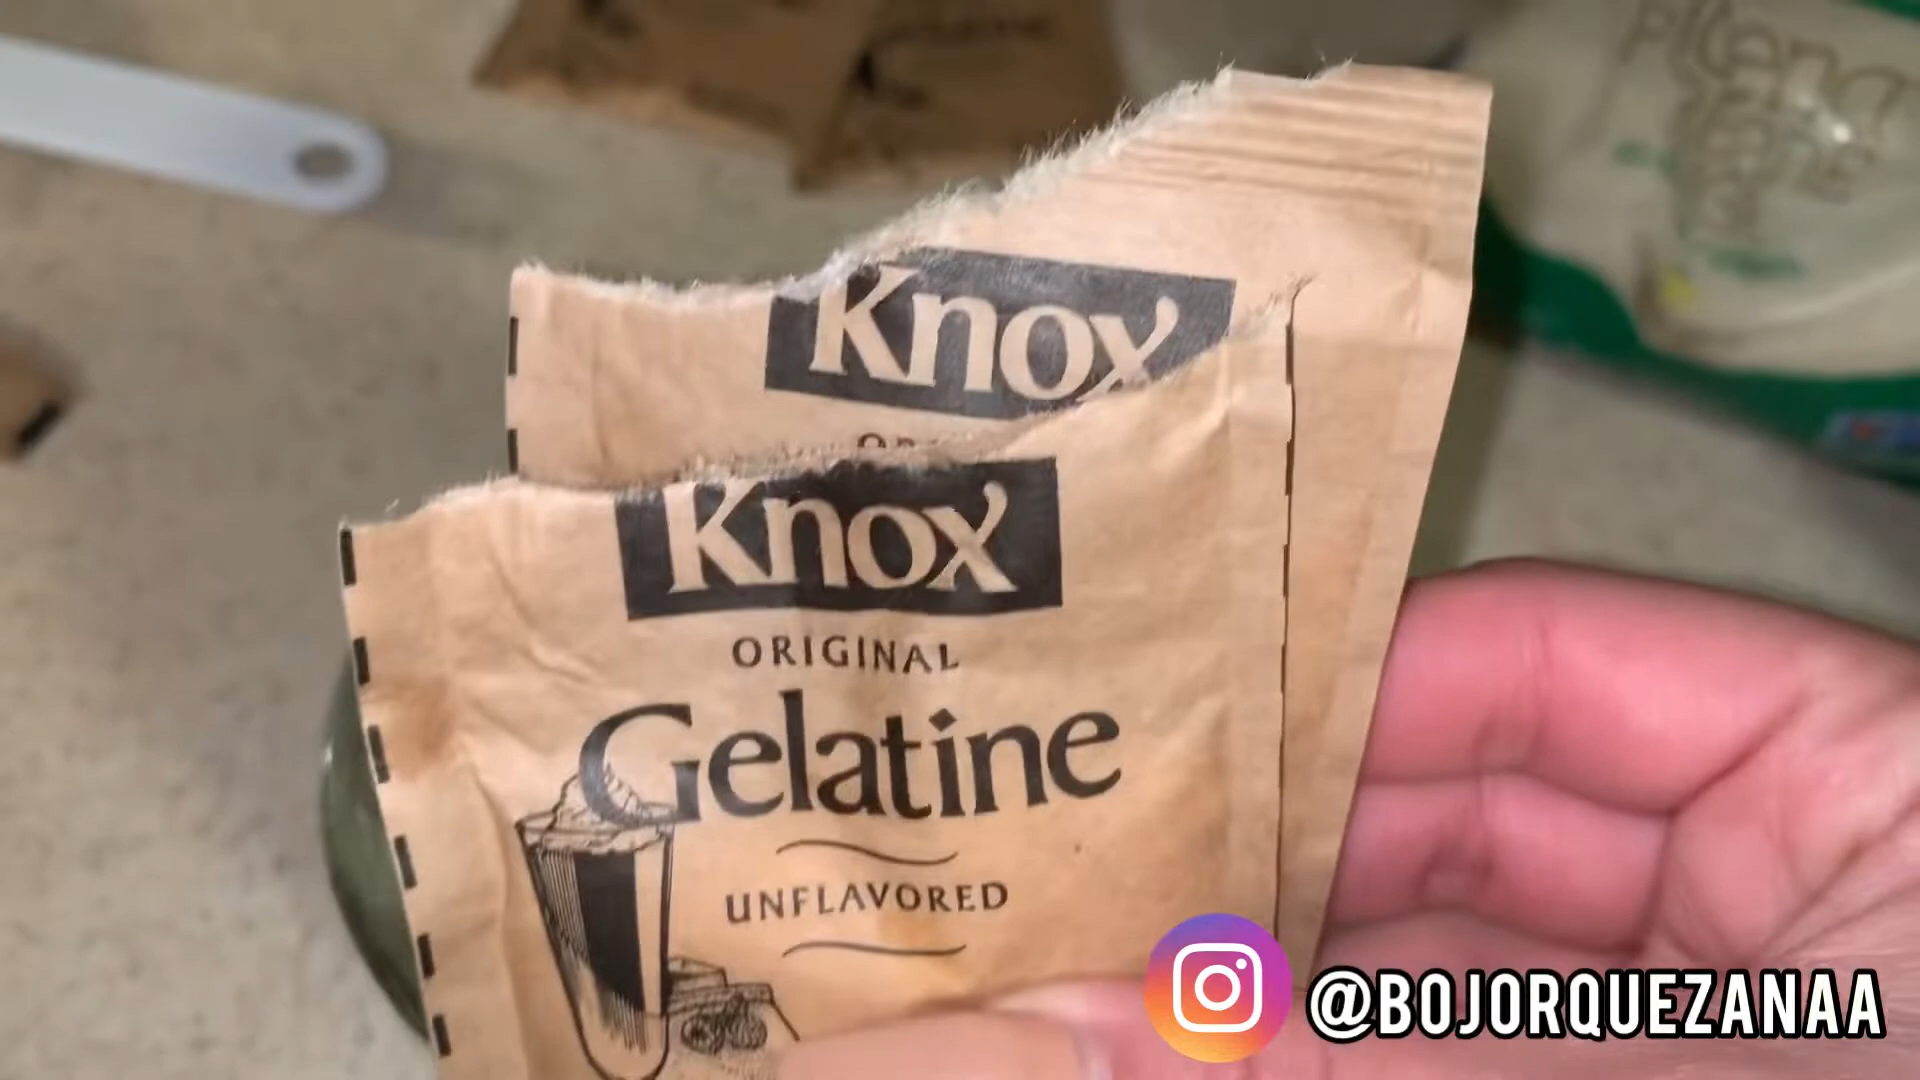 Knox
Knox
ORIGINAL
Gelatine
UNFLAVORED
@BOJORQUEZANAA